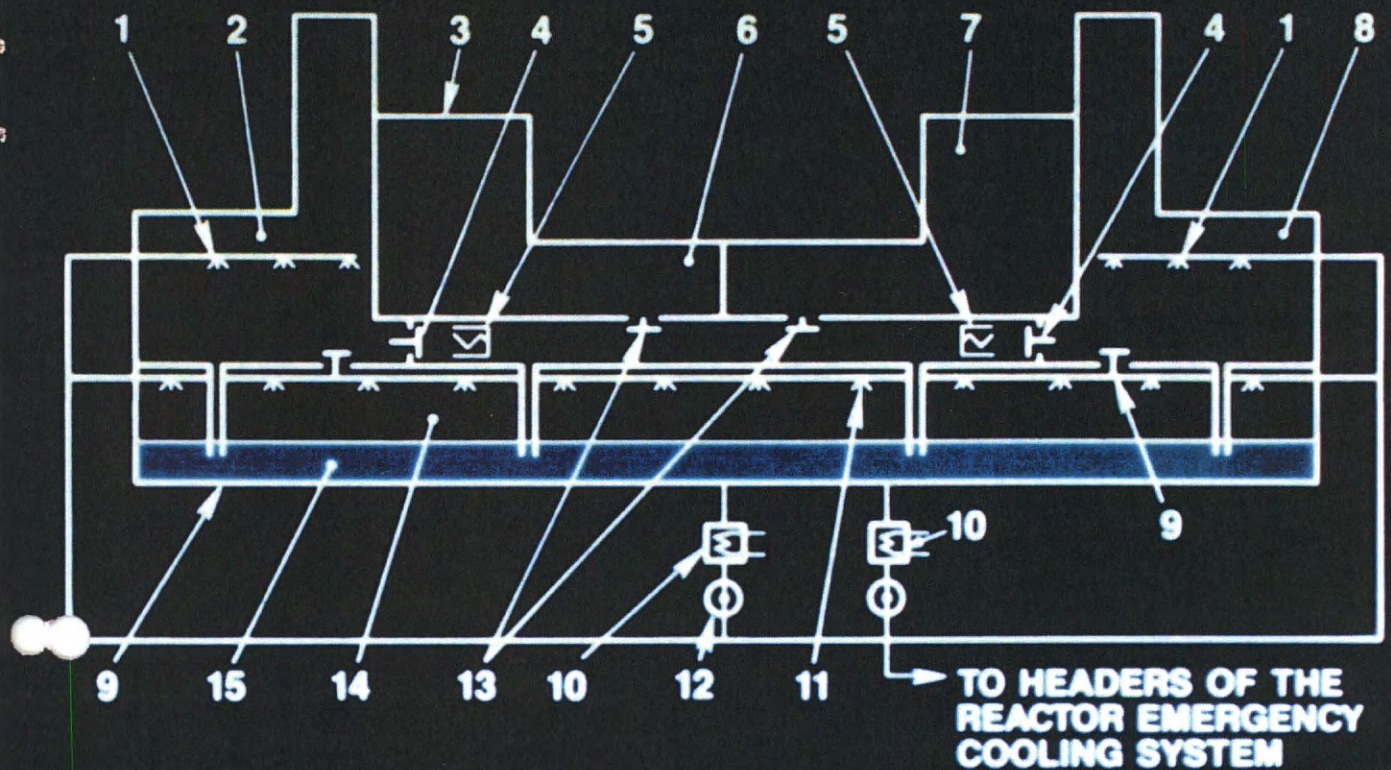 1 2 3 4 5 6 5 7 4 1 8
10 9
9 15 14 13 10 12 11
TO HEADERS OF THE
REACTOR EMERGENCY
COOLING SYSTEM